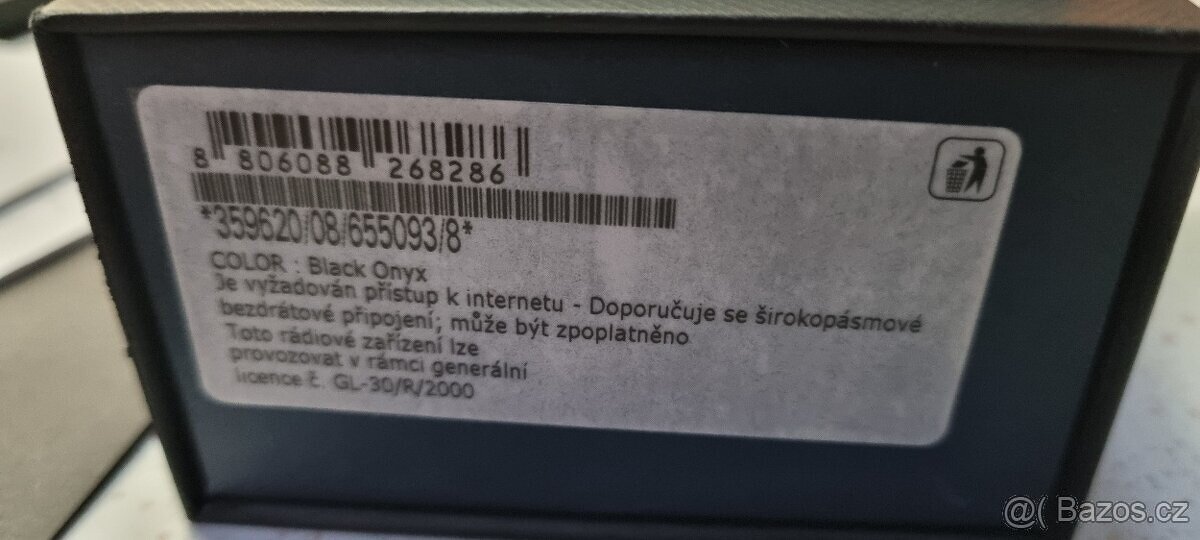 8 806088 268286
*359620/08/655093/8*
COLOR : Black Onyx
Je vyžadován přístup k internetu - Doporučuje se širokopásmové
bezdrátové připojení; může být zpoplatněno
Toto rádiové zařízení lze
provozovat v rámci generální
licence č. GL-30/R/2000
@( Bazos.cz